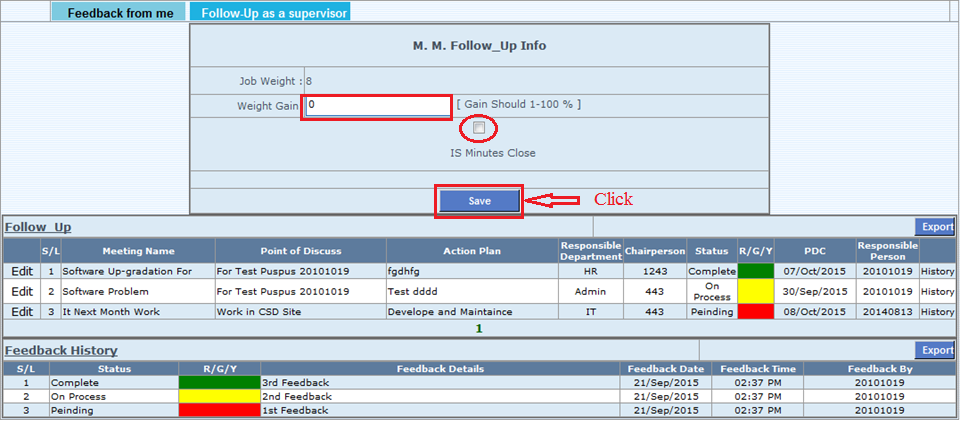 Feedback from me Follow-Up as a supervisor
M. M. Follow_Up Info
Job Weight : 8
Weight Gain 0 [ Gain Should 1-100 % ]
IS Minutes Close
Save Click
Follow_Up Export
S/L Meeting Name Point of Discuss Action Plan Responsible Department Chairperson Status R/G/Y PDC Responsible Person
Edit 1 Software Up-gradation For For Test Puspus 20101019 fgdhfg HR 1243 Complete 07/Oct/2015 20101019 History
Edit 2 Software Problem For Test Puspus 20101019 Test dddd Admin 443 On Process 30/Sep/2015 20101019 History
Edit 3 It Next Month Work Work in CSD Site Develope and Maintaince IT 443 Peinding 08/Oct/2015 20140813 History
1
Feedback History Export
S/L Status R/G/Y Feedback Details Feedback Date Feedback Time Feedback By
1 Complete 3rd Feedback 21/Sep/2015 02:37 PM 20101019
2 On Process 2nd Feedback 21/Sep/2015 02:37 PM 20101019
3 Peinding 1st Feedback 21/Sep/2015 02:37 PM 20101019